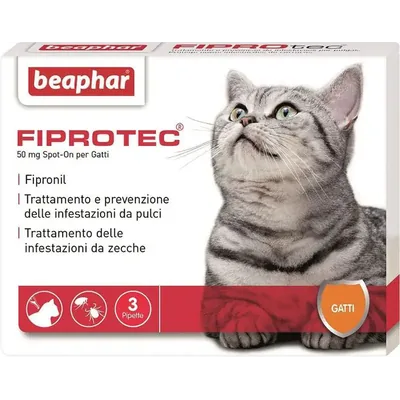 FIPROTEC
beaphar
FIPROTEC®
50 mg Spot-On per Gatti
Fipronil
Trattamento e prevenzione
delle infestazioni da pulci
Trattamento delle
infestazioni da zecche
3
Pipette
GATTI